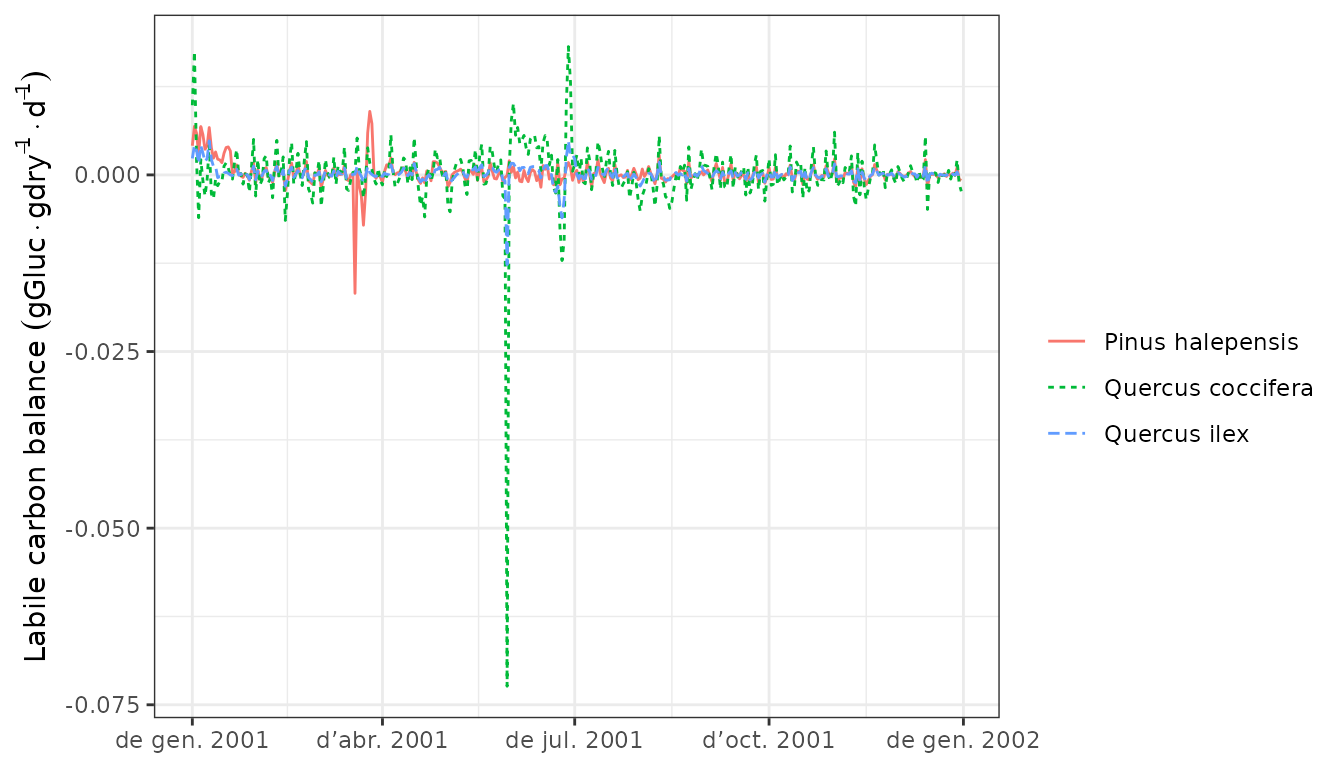 Labile carbon balance (gGluc · gdry⁻¹ · d⁻¹)
0.000
-0.025
-0.050
-0.075
de gen. 2001
d’abr. 2001
de jul. 2001
d’oct. 2001
de gen. 2002
Pinus halepensis
Quercus coccifera
Quercus ilex